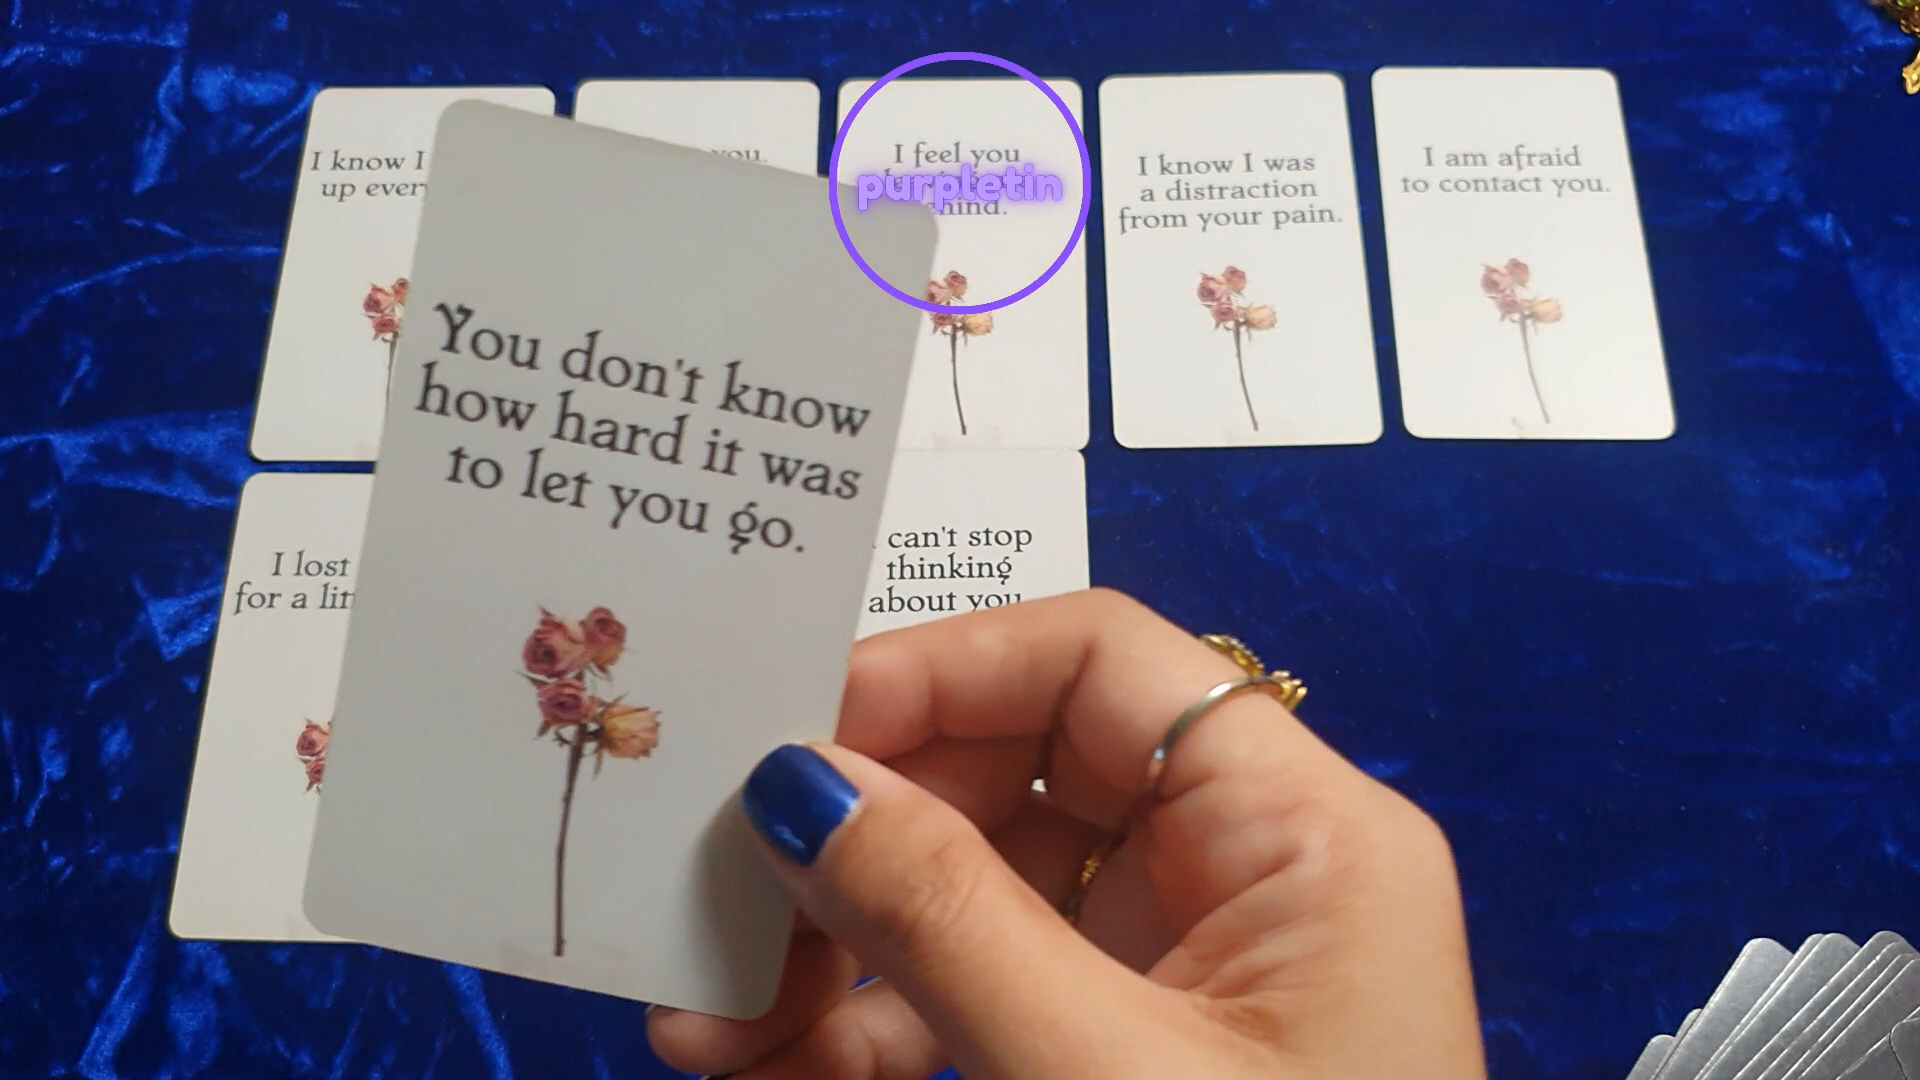 I know I
up ever
you.
I feel you
purpletin
ehind.
I know I was
a distraction
from your pain.
I am afraid
to contact you.
You don't know
how hard it was
to let you go.
I lost
for a lit
can't stop
thinking
about you